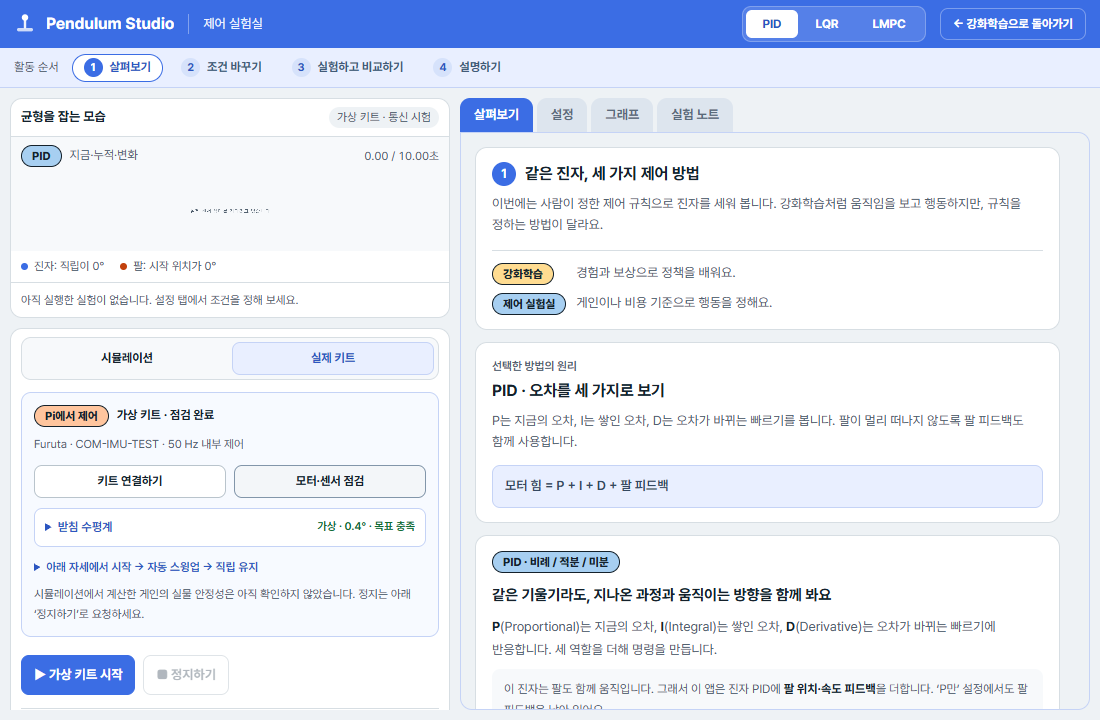 Pendulum Studio 제어 실험실 PID LQR LMPC ← 강화학습으로 돌아가기
활동 순서 1 살펴보기 2 조건 바꾸기 3 실험하고 비교하기 4 설명하기
균형을 잡는 모습 가상 키트 · 통신 시험
PID 지금·누적·변화 0.00 / 10.00초
진자: 직립이 0° 팔: 시작 위치가 0°
아직 실행한 실험이 없습니다. 설정 탭에서 조건을 정해 보세요.
시뮬레이션 실제 키트
Pi에서 제어 가상 키트 · 점검 완료
Furuta · COM-IMU-TEST · 50 Hz 내부 제어
키트 연결하기 모터·센서 점검
▶ 받침 수평계 가상 · 0.4° · 목표 충족
▶ 아래 자세에서 시작 → 자동 스윙업 → 직립 유지
시뮬레이션에서 계산한 게인의 실물 안정성은 아직 확인하지 않았습니다. 정지는 아래
‘정지하기’로 요청하세요.
▶ 가상 키트 시작 ■ 정지하기
살펴보기 설정 그래프 실험 노트
1 같은 진자, 세 가지 제어 방법
이번에는 사람이 정한 제어 규칙으로 진자를 세워 봅니다. 강화학습처럼 움직임을 보고 행동하지만, 규칙을
정하는 방법이 달라요.
강화학습 경험과 보상으로 정책을 배워요.
제어 실험실 게인이나 비용 기준으로 행동을 정해요.
선택한 방법의 원리
PID · 오차를 세 가지로 보기
P는 지금의 오차, I는 쌓인 오차, D는 오차가 바뀌는 빠르기를 봅니다. 팔이 멀리 떠나지 않도록 팔 피드백도
함께 사용합니다.
모터 힘 = P + I + D + 팔 피드백
PID · 비례 / 적분 / 미분
같은 기울기라도, 지나온 과정과 움직이는 방향을 함께 봐요
P(Proportional)는 지금의 오차, I(Integral)는 쌓인 오차, D(Derivative)는 오차가 바뀌는 빠르기에
반응합니다. 세 역할을 더해 명령을 만듭니다.
이 진자는 팔도 함께 움직입니다. 그래서 이 앱은 진자 PID에 팔 위치·속도 피드백을 더합니다. ‘P만’ 설정에서도 팔